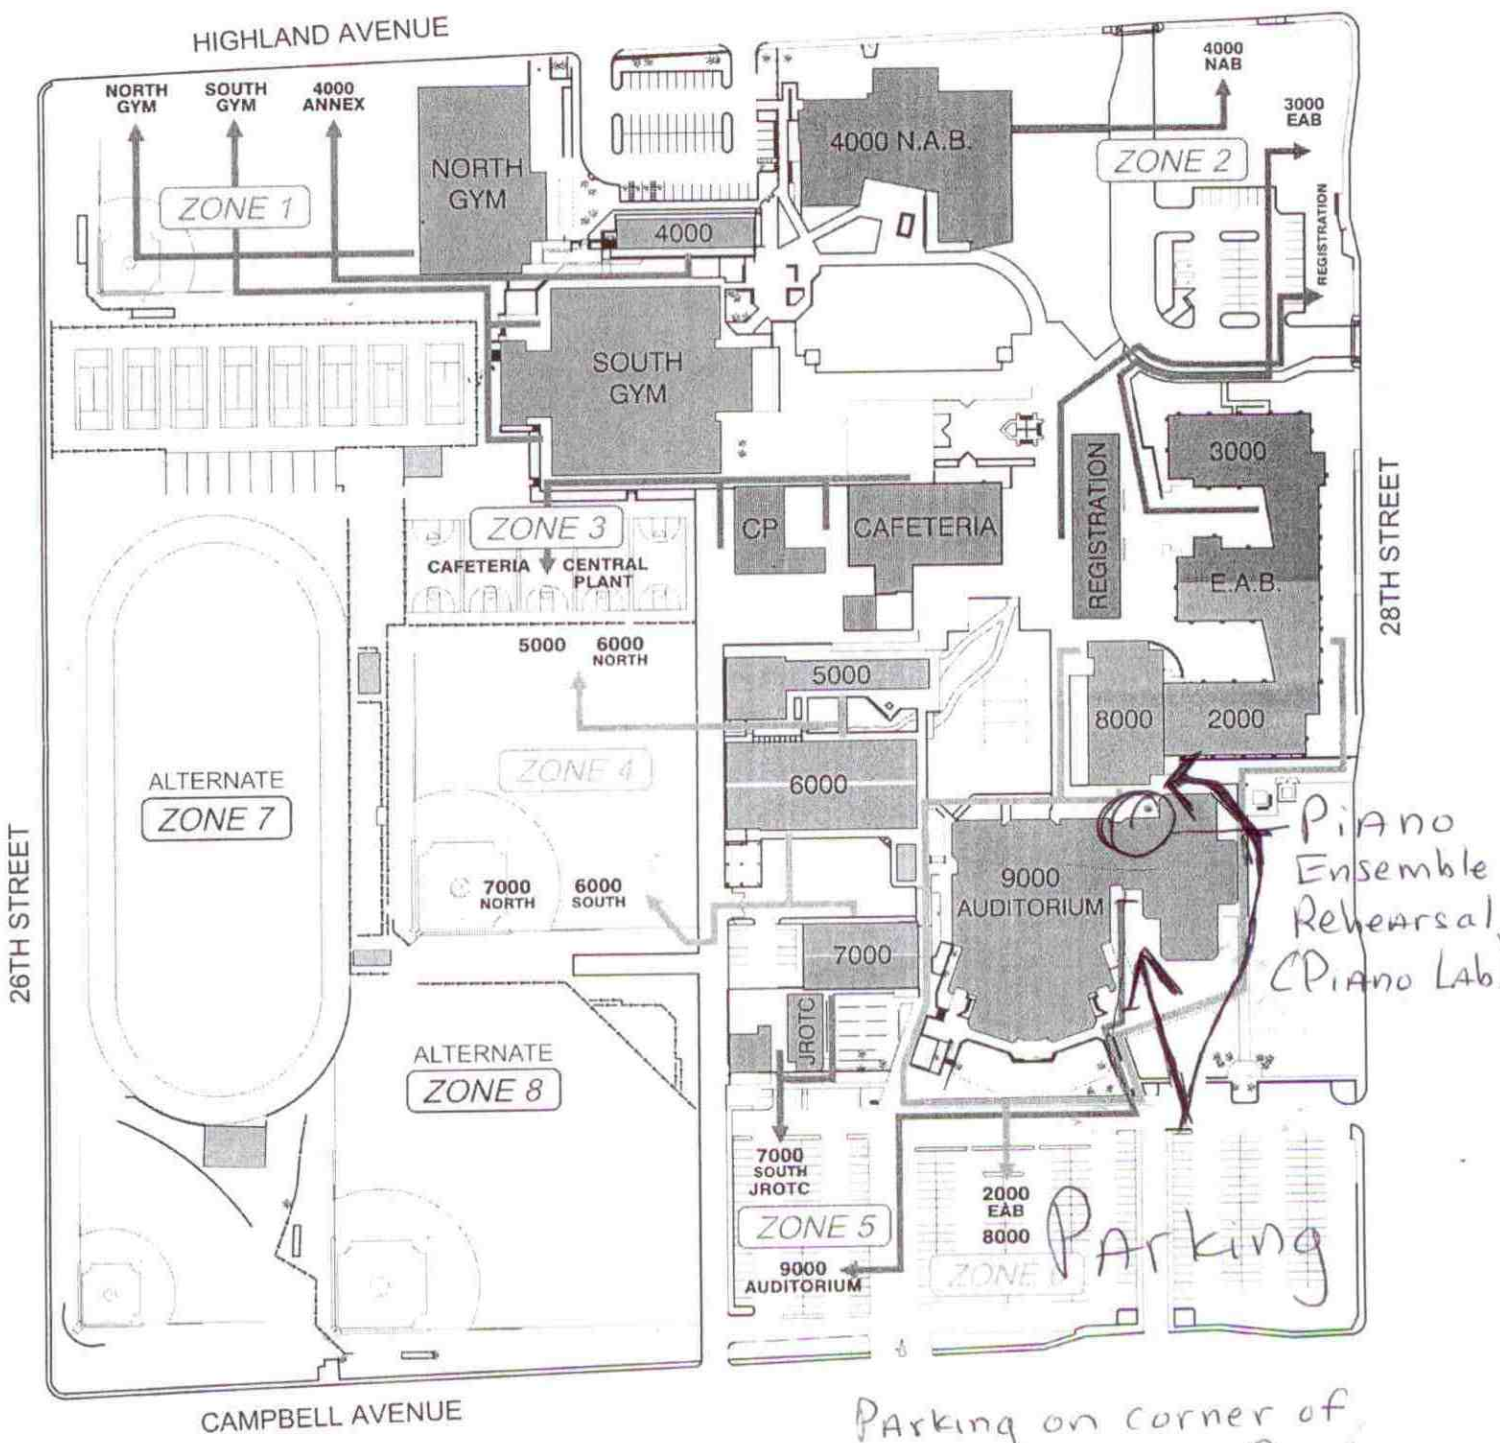 HIGHLAND AVENUE
NORTH
GYM
SOUTH
GYM
4000
ANNEX
ZONE 1
NORTH
GYM
4000
4000 N.A.B.
4000
NAB
3000
EAB
ZONE 2
REGISTRATION
SOUTH
GYM
3000
REGISTRATION
28TH STREET
ZONE 3
CAFETERIA
CENTRAL
PLANT
CP
CAFETERIA
E.A.B.
5000
6000
NORTH
5000
8000
2000
ZONE 4
6000
ALTERNATE
ZONE 7
7000
NORTH
6000
SOUTH
9000
AUDITORIUM
Piano
Ensemble
Rehearsal,
(Piano Lab
26TH STREET
7000
JROTC
ALTERNATE
ZONE 8
7000
SOUTH
JROTC
ZONE 5
9000
AUDITORIUM
2000
EAB
8000
ZONE 6
Parking
CAMPBELL AVENUE
Parking on corner of